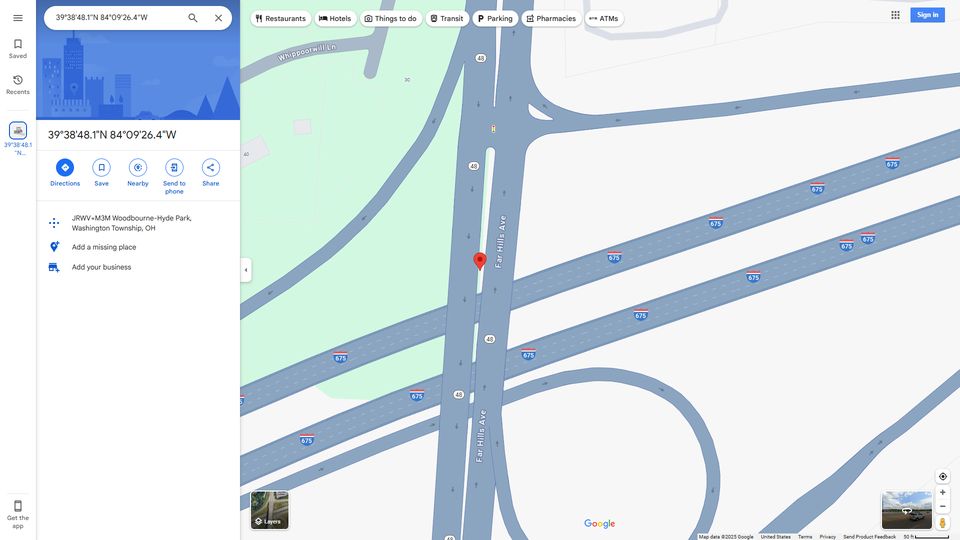 39°38'48.1"N 84°09'26.4"W
Restaurants
Hotels
Things to do
Transit
Parking
Pharmacies
ATMs
Sign in
Saved
Recents
39°38'48.1
"N...
Get the
app
39°38'48.1"N 84°09'26.4"W
Directions
Save
Nearby
Send to
phone
Share
JRWV+M3M Woodbourne-Hyde Park,
Washington Township, OH
Add a missing place
Add your business
Whippoorwill Ln
Far Hills Ave
Far Hills Ave
3C
40
48
48
48
48
48
675
675
675
675
675
675
675
675
675
675
675
675
Layers
Google
Map data ©2025 Google
United States
Terms
Privacy
Send Product Feedback
50 ft